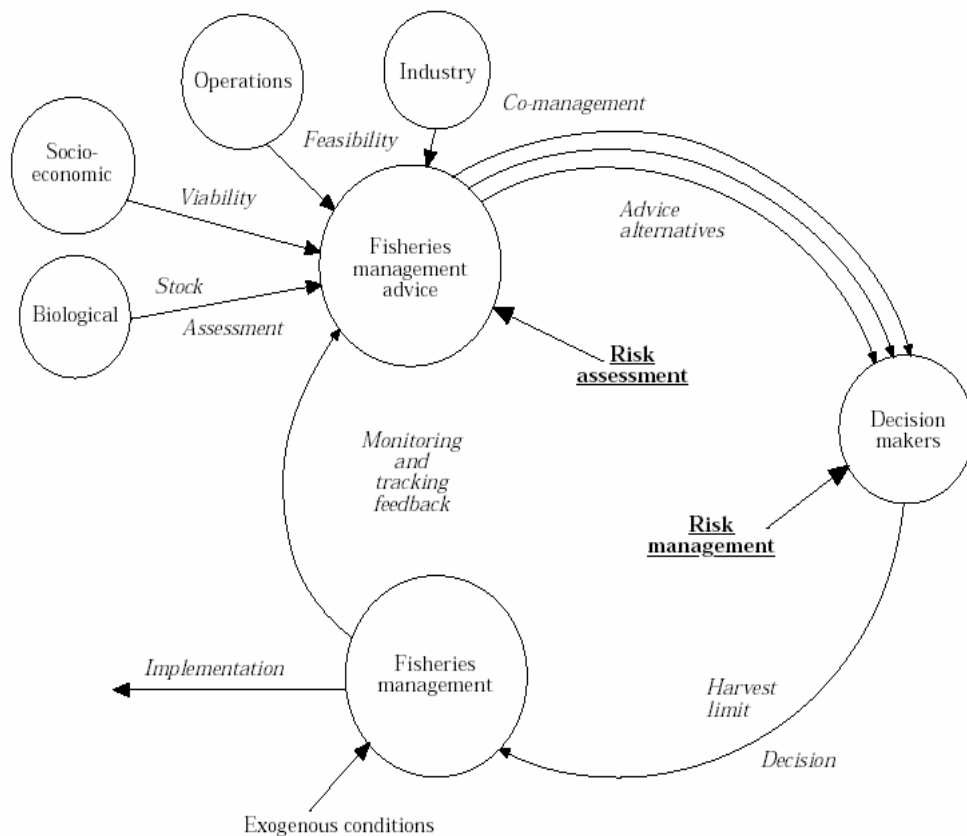 Operations
Industry
Co-management
Feasibility
Socio-
economic
Viability
Advice
alternatives
Fisheries
management
advice
Stock
Biological
Assessment
Risk
assessment
Decision
makers
Monitoring
and
tracking
feedback
Risk
management
Fisheries
management
Implementation
Harvest
limit
Decision
Exogenous conditions